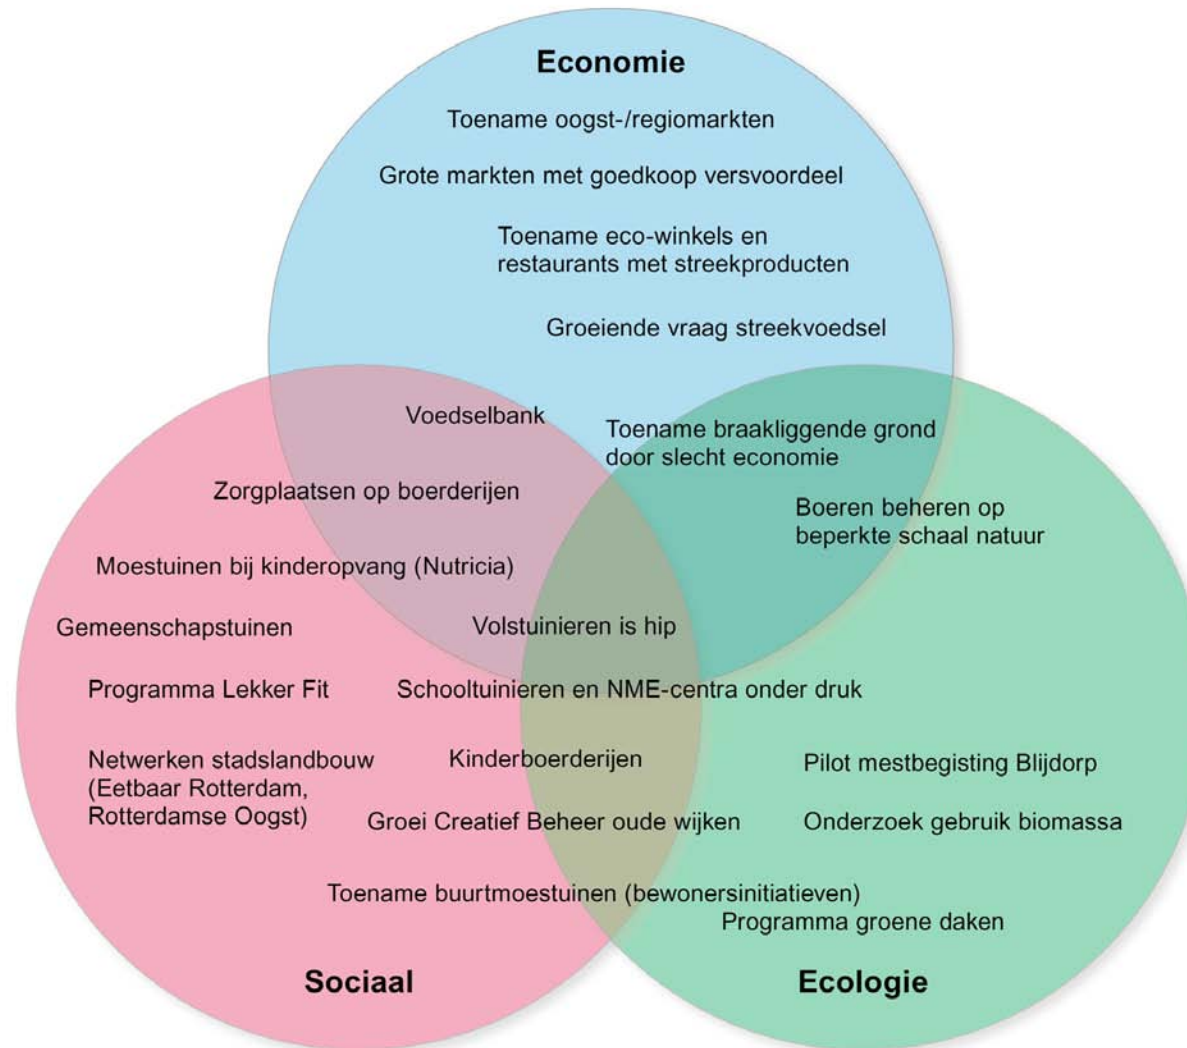 Economie
Toename oogst-/regiomarkten
Grote markten met goedkoop versvoordeel
Toename eco-winkels en
restaurants met streekproducten
Groeiende vraag streekvoedsel
Voedselbank
Toename braakliggende grond
door slecht economie
Zorgplaatsen op boerderijen
Boeren beheren op
beperkte schaal natuur
Moestuinen bij kinderopvang (Nutricia)
Gemeenschapstuinen
Volstuinieren is hip
Programma Lekker Fit
Schooltuinieren en NME-centra onder druk
Netwerken stadslandbouw
(Eetbaar Rotterdam,
Rotterdamse Oogst)
Kinderboerderijen
Pilot mestbegisting Blijdorp
Groei Creatief Beheer oude wijken
Onderzoek gebruik biomassa
Toename buurtmoestuinen (bewonersinitiatieven)
Programma groene daken
Sociaal
Ecologie